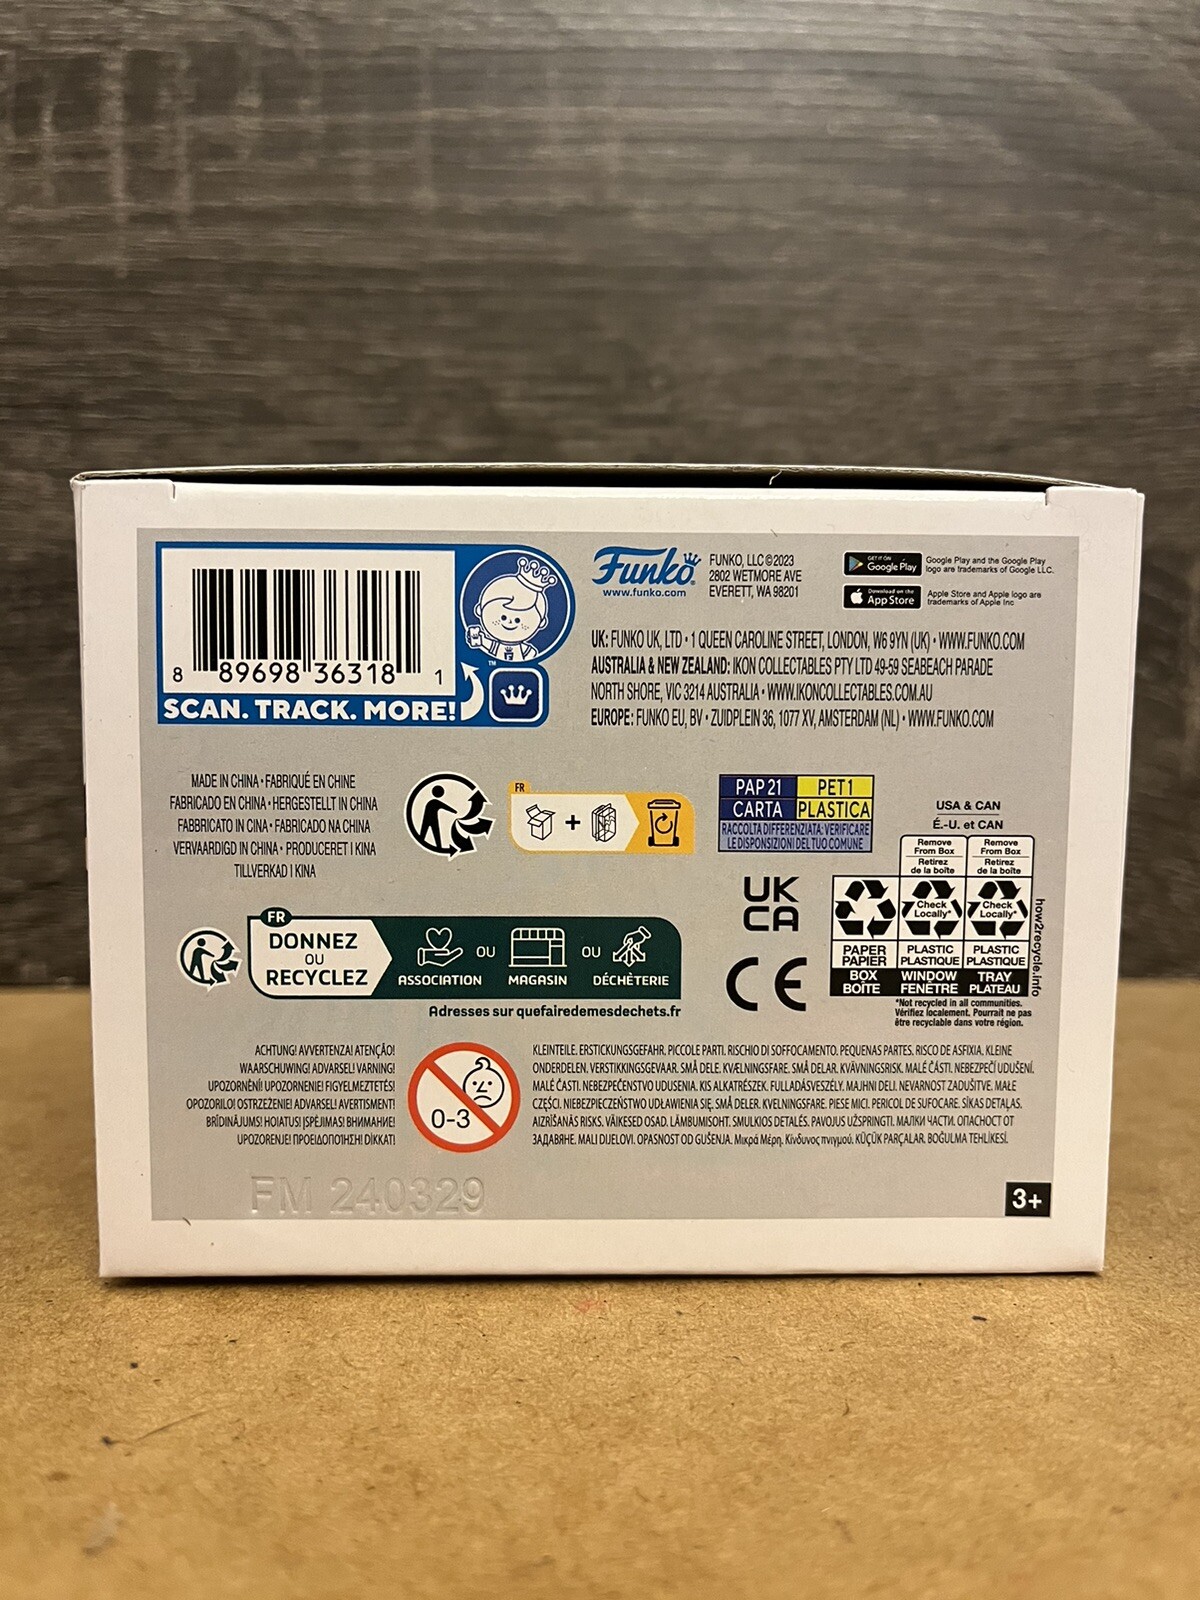 8 89698 36318 1
SCAN. TRACK. MORE!
™
Funko
www.funko.com
FUNKO, LLC ©2023
2802 WETMORE AVE
EVERETT, WA 98201
GET IT ON
Google Play
Google Play and the Google Play
logo are trademarks of Google LLC.
Download on the
App Store
Apple Store and Apple logo are
trademarks of Apple Inc
UK: FUNKO UK, LTD • 1 QUEEN CAROLINE STREET, LONDON, W6 9YN (UK) • WWW.FUNKO.COM
AUSTRALIA & NEW ZEALAND: IKON COLLECTABLES PTY LTD 49-59 SEABEACH PARADE
NORTH SHORE, VIC 3214 AUSTRALIA • WWW.IKONCOLLECTABLES.COM.AU
EUROPE: FUNKO EU, BV • ZUIDPLEIN 36, 1077 XV, AMSTERDAM (NL) • WWW.FUNKO.COM
MADE IN CHINA • FABRIQUÉ EN CHINE
FABRICADO EN CHINA • HERGESTELLT IN CHINA
FABBRICATO IN CINA • FABRICADO NA CHINA
VERVAARDIGD IN CHINA • PRODUCERET I KINA
TILLVERKAD I KINA
FR
+
PAP 21 PET 1
CARTA PLASTICA
RACCOLTA DIFFERENZIATA: VERIFICARE
LE DISPOSIZIONI DEL TUO COMUNE
USA & CAN
É.-U. et CAN
Remove
From Box
Retirez
de la boîte
Remove
From Box
Retirez
de la boîte
Check
Locally*
Check
Locally*
PAPER
PAPIER
PLASTIC
PLASTIQUE
PLASTIC
PLASTIQUE
BOX
BOÎTE
WINDOW
FENÊTRE
TRAY
PLATEAU
how2recycle.info
*Not recycled in all communities.
Vérifiez localement. Pourrait ne pas
être recyclable dans votre région.
UK
CA
CE
FR
DONNEZ
OU
RECYCLEZ
ASSOCIATION
OU
MAGASIN
OU
DÉCHÈTERIE
Adresses sur quefairedemesdechets.fr
ACHTUNG! AVVERTENZA! ATENÇÃO!
WAARSCHUWING! ADVARSEL! VARNING!
UPOZORNĚNÍ! UPOZORNENIE! FIGYELMEZTETÉS!
OPOZORILO! OSTRZEŻENIE! ADVARSEL! AVERTISMENT!
BRĪDINĀJUMS! HOIATUS! ĮSPĖJIMAS! ВНИМАНИЕ!
UPOZORENJE! ΠΡΟΕΙΔΟΠΟΙΗΣΗ! DİKKAT!
0-3
KLEINTEILE. ERSTICKUNGSGEFAHR. PICCOLE PARTI. RISCHIO DI SOFFOCAMENTO. PEQUENAS PARTES. RISCO DE ASFIXIA. KLEINE
ONDERDELEN. VERSTIKKINGSGEVAAR. SMÅ DELE. KVÆLNINGSFARE. SMÅ DELAR. KVÄVNINGSRISK. MALÉ ČÁSTI. NEBEZPEČÍ UDUŠENÍ.
MALÉ ČASTI. NEBEZPEČENSTVO UDUSENIA. KIS ALKATRÉSZEK. FULLADÁSVESZÉLY. MAJHNI DELI. NEVARNOST ZADUŠITVE. MAŁE
CZĘŚCI. NIEBEZPIECZEŃSTWO UDŁAWIENIA SIĘ. SMÅ DELER. KVELNINGSFARE. PIESE MICI. PERICOL DE SUFOCARE. SĪKAS DETAĻAS.
AIZRĪŠANĀS RISKS. VÄIKESED OSAD. LÄMBUMISOHT. SMULKIOS DETALĖS. PAVOJUS UŽSPRINGTI. МАЛКИ ЧАСТИ. ОПАСНОСТ ОТ
ЗАДАВЯНЕ. MALI DIJELOVI. OPASNOST OD GUŠENJA. Μικρά Μέρη. Κίνδυνος πνιγμού. KÜÇÜK PARÇALAR. BOĞULMA TEHLİKESİ.
FM 240329
3+